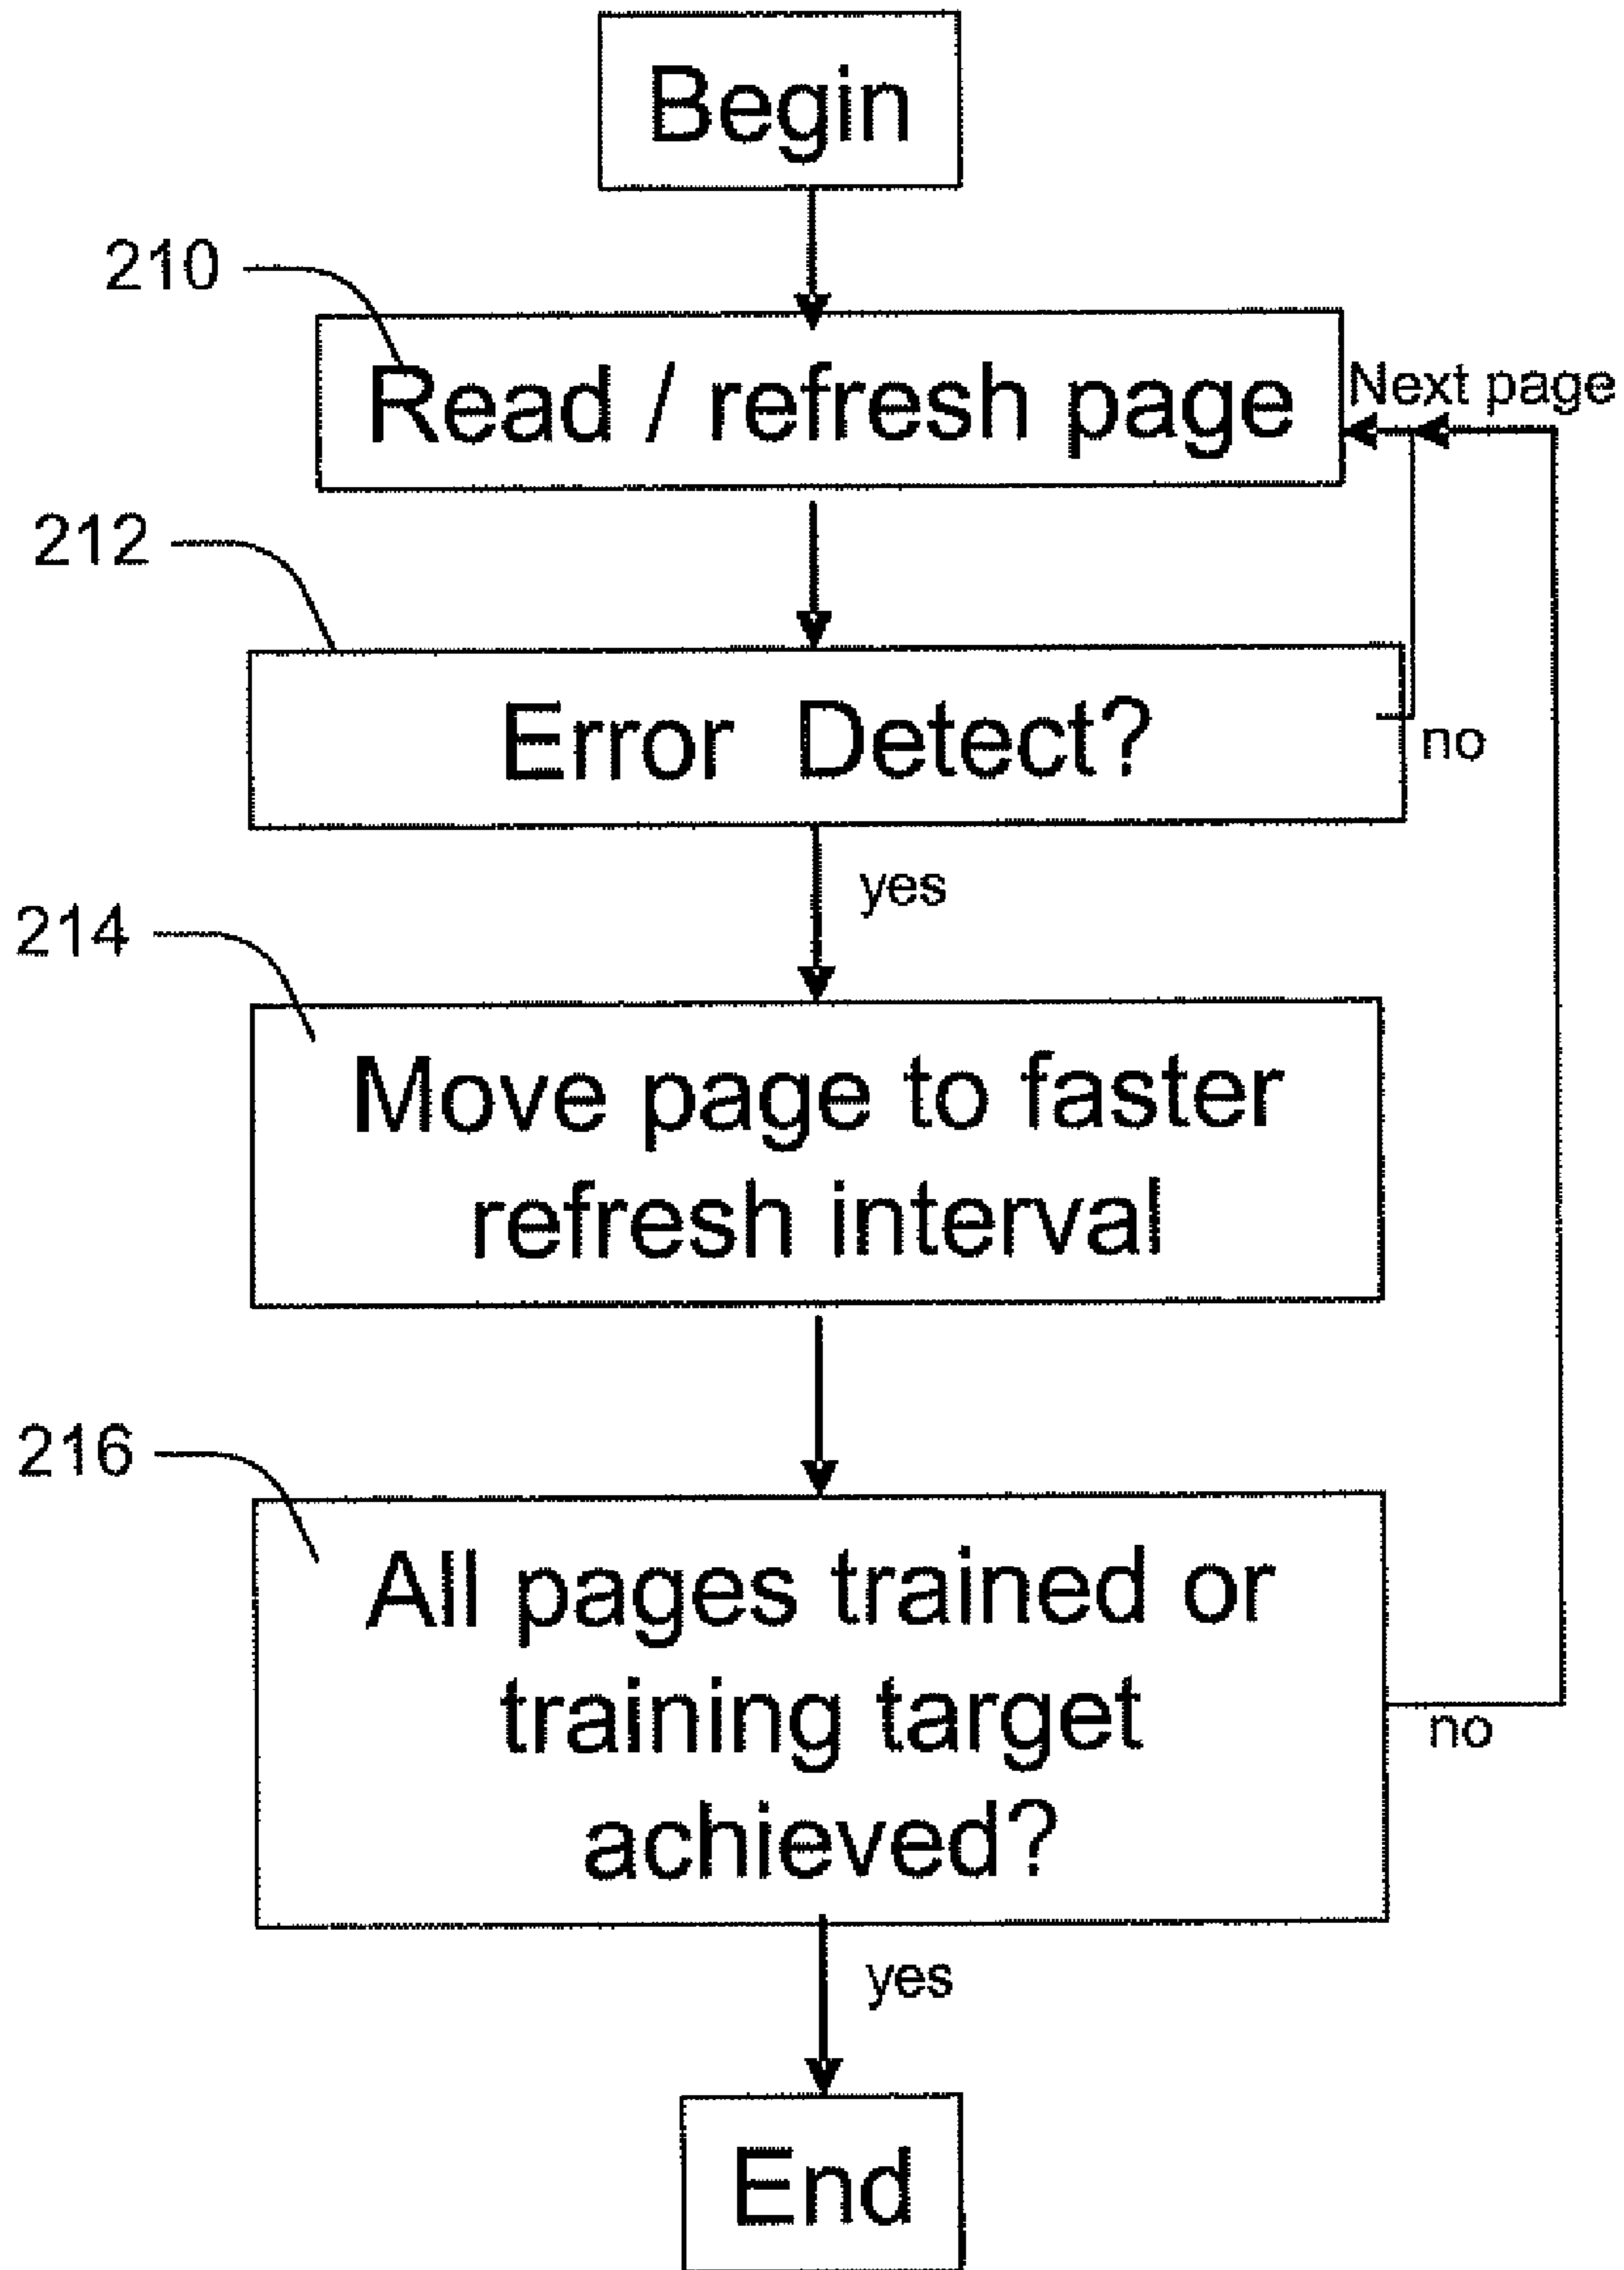 Begin
210
Read / refresh page
Next page
212
Error Detect?
no
yes
214
Move page to faster
refresh interval
216
All pages trained or
training target
achieved?
no
yes
End